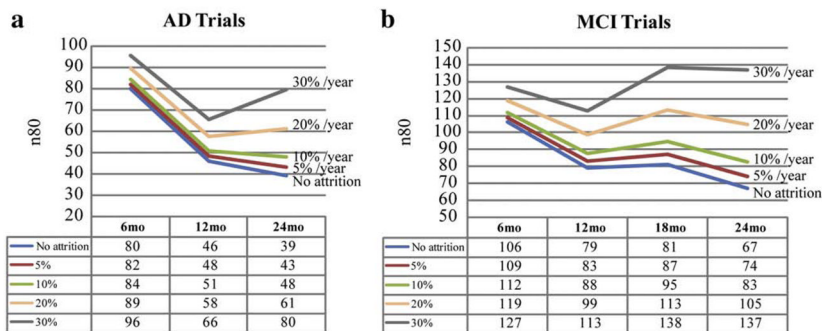 a
AD Trials
n80
100
90
80
70
60
50
40
30
20
30% /year
20% /year
10% /year
5% /year
No attrition
6mo 12mo 24mo
No attrition 80 46 39
5% 82 48 43
10% 84 51 48
20% 89 58 61
30% 96 66 80
b
MCI Trials
n80
150
140
130
120
110
100
90
80
70
60
50
30% /year
20% /year
10% /year
5% /year
No attrition
6mo 12mo 18mo 24mo
No attrition 106 79 81 67
5% 109 83 87 74
10% 112 88 95 83
20% 119 99 113 105
30% 127 113 138 137